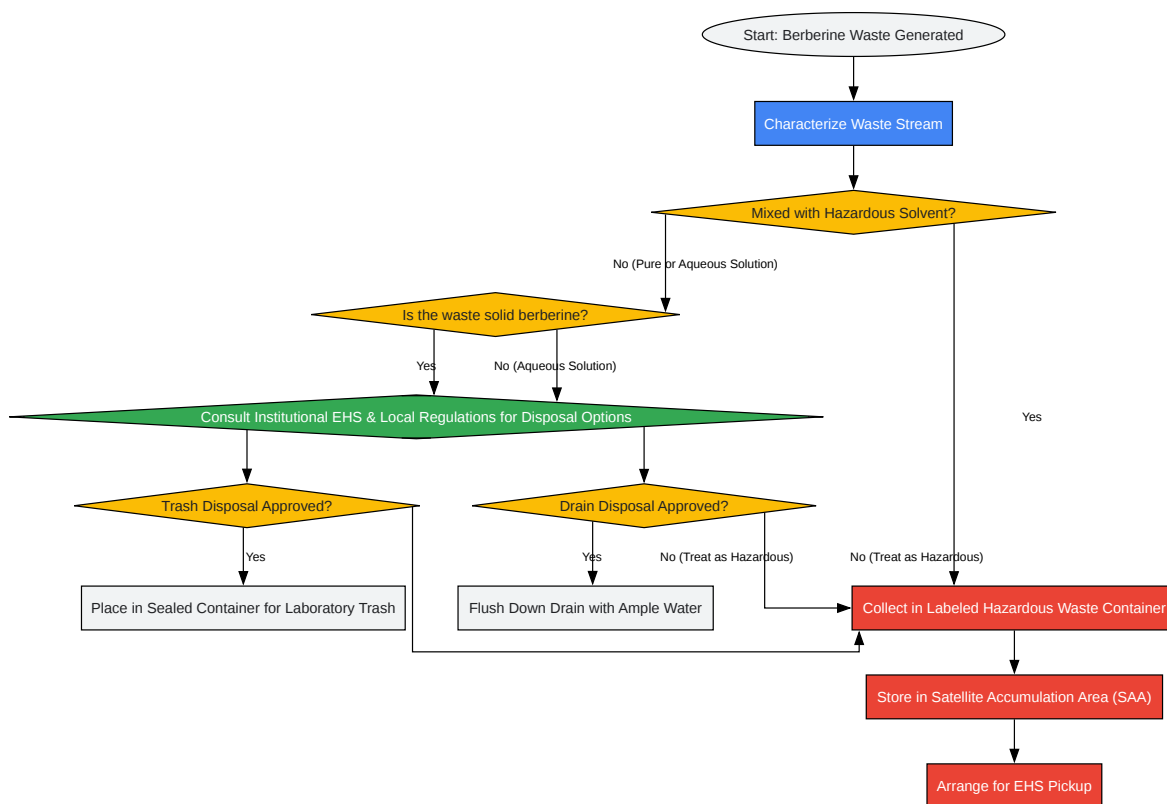 Start: Berberine Waste Generated
Characterize Waste Stream
Mixed with Hazardous Solvent?
No (Pure or Aqueous Solution)
Is the waste solid berberine?
Yes
No (Aqueous Solution)
Consult Institutional EHS & Local Regulations for Disposal Options
Yes
Trash Disposal Approved?
Drain Disposal Approved?
Yes
Yes
No (Treat as Hazardous)
No (Treat as Hazardous)
Place in Sealed Container for Laboratory Trash
Flush Down Drain with Ample Water
Collect in Labeled Hazardous Waste Container
Store in Satellite Accumulation Area (SAA)
Arrange for EHS Pickup